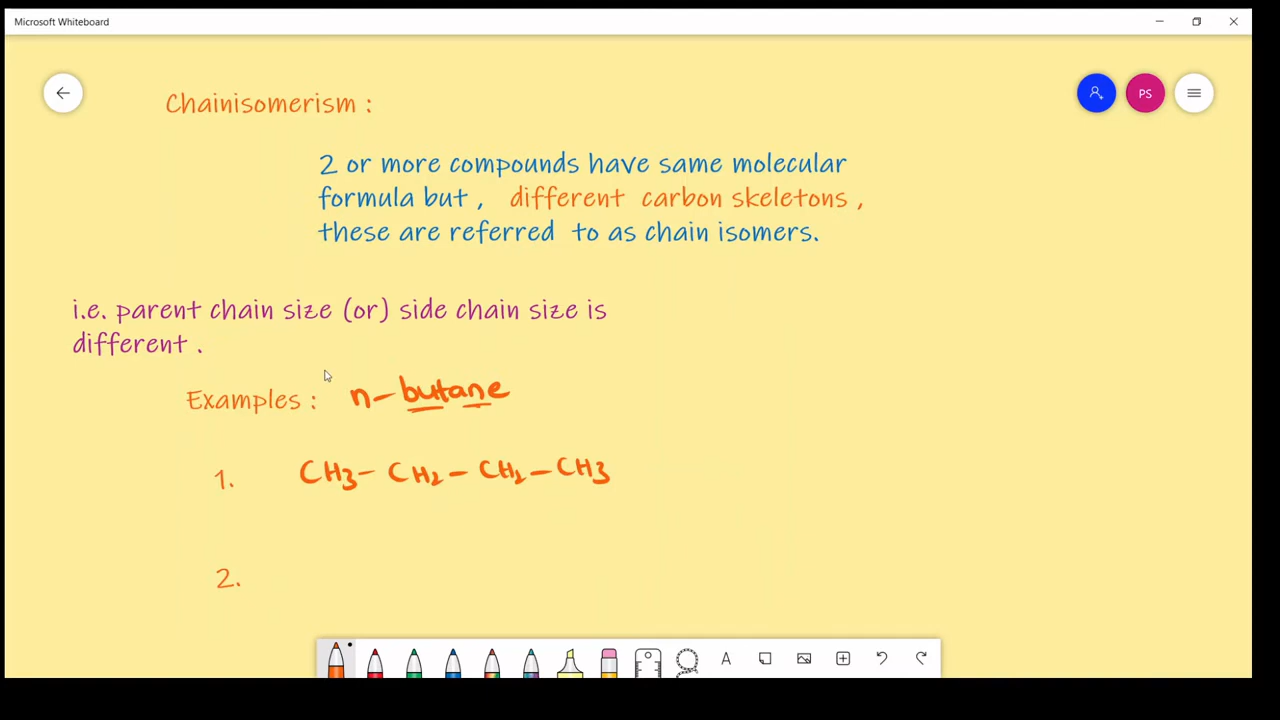 Microsoft Whiteboard
PS
Chainisomerism :
2 or more compounds have same molecular
formula but , different carbon skeletons ,
these are referred to as chain isomers.
i.e. parent chain size (or) side chain size is
different .
Examples : n-butane
1. CH3- CH2 - CH2 - CH3
2.
A